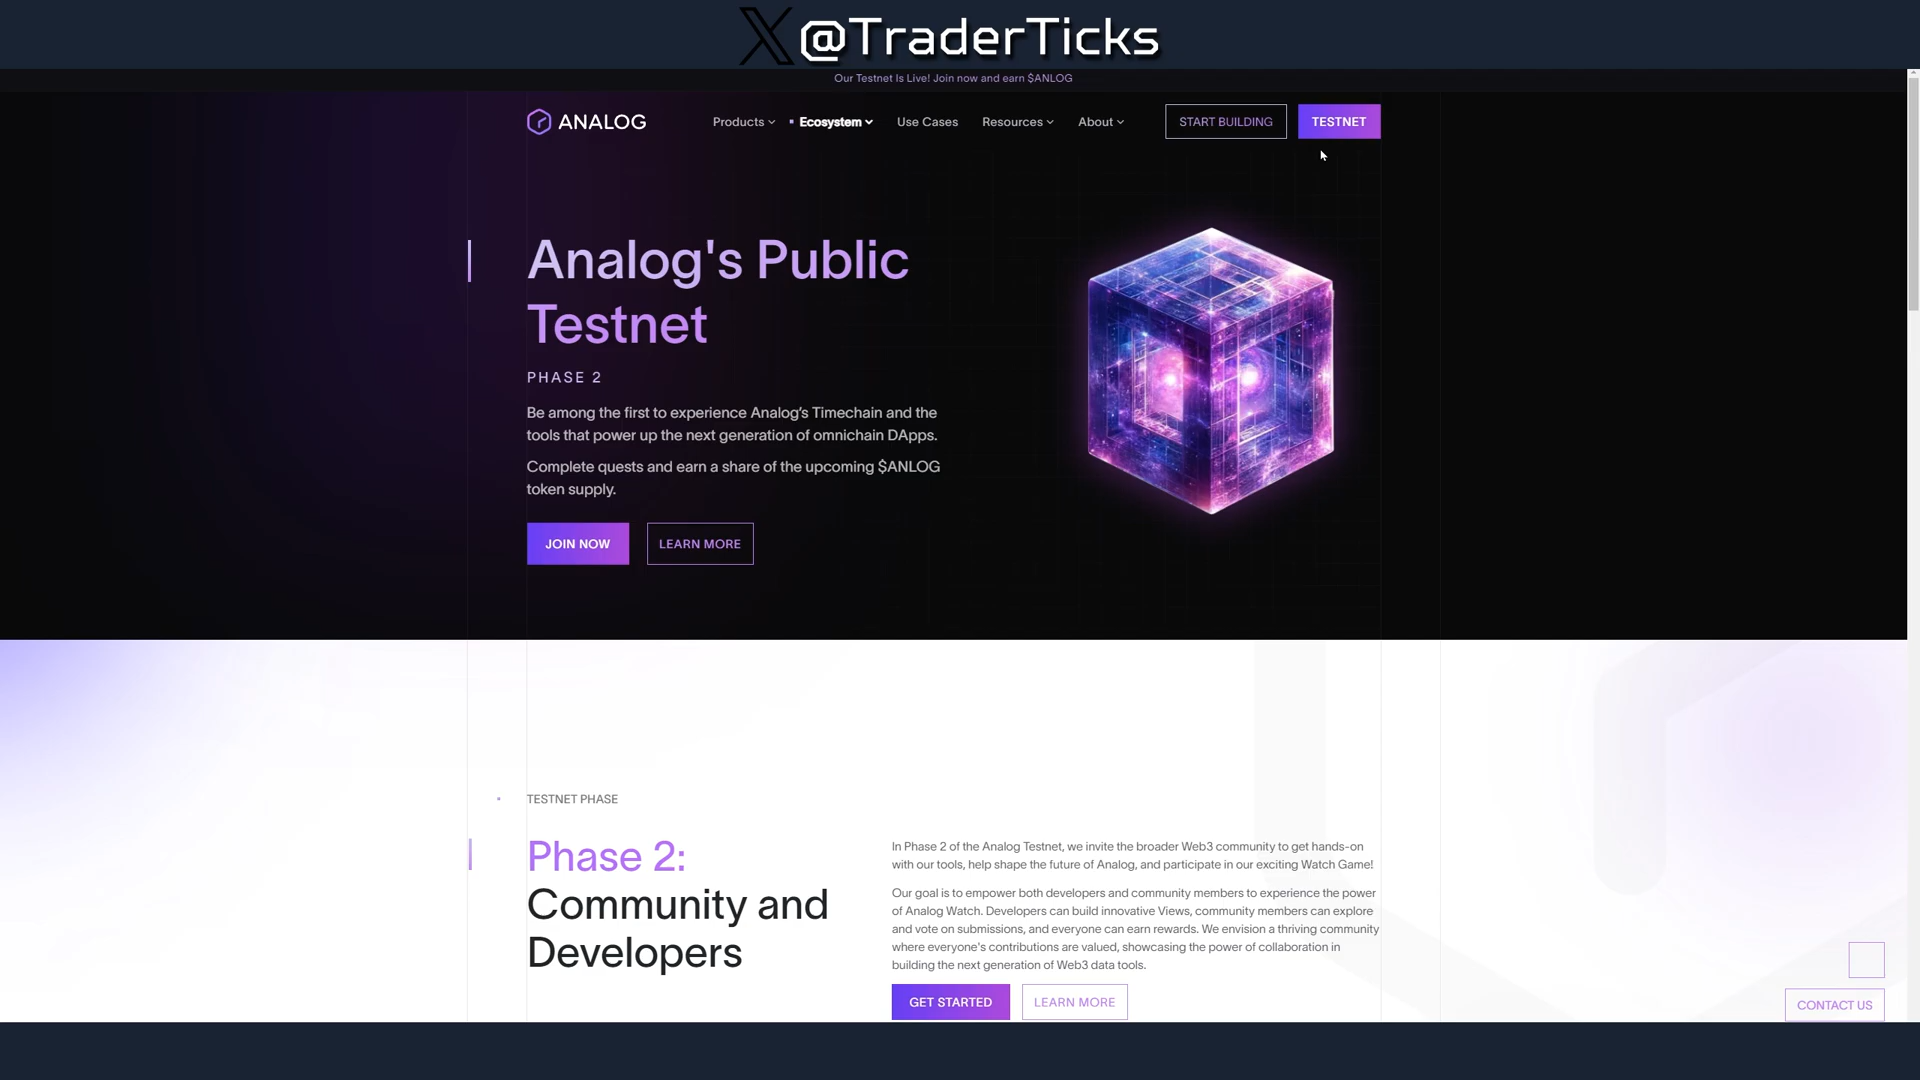 X @TraderTicks
Our Testnet Is Live! Join now and earn $ANLOG
ANALOG
Products
Ecosystem
Use Cases
Resources
About
START BUILDING
TESTNET
Analog's Public
Testnet
PHASE 2
Be among the first to experience Analog's Timechain and the
tools that power up the next generation of omnichain DApps.
Complete quests and earn a share of the upcoming $ANLOG
token supply.
JOIN NOW
LEARN MORE
TESTNET PHASE
Phase 2:
Community and
Developers
In Phase 2 of the Analog Testnet, we invite the broader Web3 community to get hands-on
with our tools, help shape the future of Analog, and participate in our exciting Watch Game!
Our goal is to empower both developers and community members to experience the power
of Analog Watch. Developers can build innovative Views, community members can explore
and vote on submissions, and everyone can earn rewards. We envision a thriving community
where everyone's contributions are valued, showcasing the power of collaboration in
building the next generation of Web3 data tools.
GET STARTED
LEARN MORE
CONTACT US